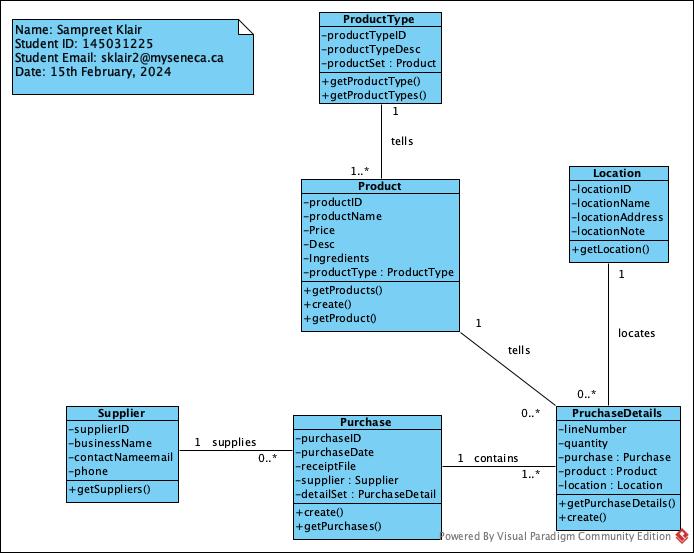 Name: Sampreet Klair
Student ID: 145031225
Student Email: sklair2@myseneca.ca
Date: 15th February, 2024
ProductType
-productTypeID
-productTypeDesc
-productSet : Product
+getProductType()
+getProductTypes()
1
tells
1..*
Product
-productID
-productName
-Price
-Desc
-Ingredients
-productType : ProductType
+getProducts()
+create()
+getProduct()
Location
-locationID
-locationName
-locationAddress
-locationNote
+getLocation()
1
locates
0..*
1
tells
0..*
Supplier
-supplierID
-businessName
-contactNameemail
-phone
+getSuppliers()
1 supplies
0..*
Purchase
-purchaseID
-purchaseDate
-receiptFile
-supplier : Supplier
-detailSet : PurchaseDetail
+create()
+getPurchases()
1 contains
1..*
PruchaseDetails
-lineNumber
-quantity
-purchase : Purchase
-product : Product
-location : Location
+getPurchaseDetails()
+create()
Powered By Visual Paradigm Community Edition